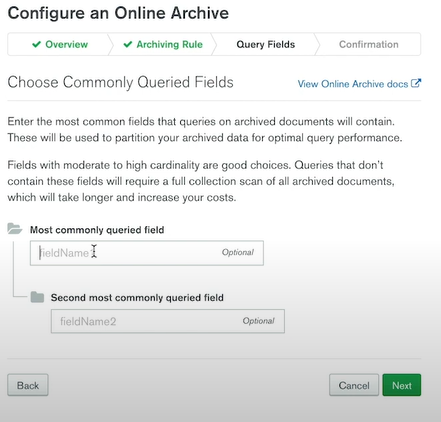 Configure an Online Archive
Overview
Archiving Rule
Query Fields
Confirmation
Choose Commonly Queried Fields
View Online Archive docs
Enter the most common fields that queries on archived documents will contain.
These will be used to partition your archived data for optimal query performance.
Fields with moderate to high cardinality are good choices. Queries that don't
contain these fields will require a full collection scan of all archived documents,
which will take longer and increase your costs.
Most commonly queried field
fieldName
Optional
Second most commonly queried field
fieldName2
Optional
Back
Cancel
Next